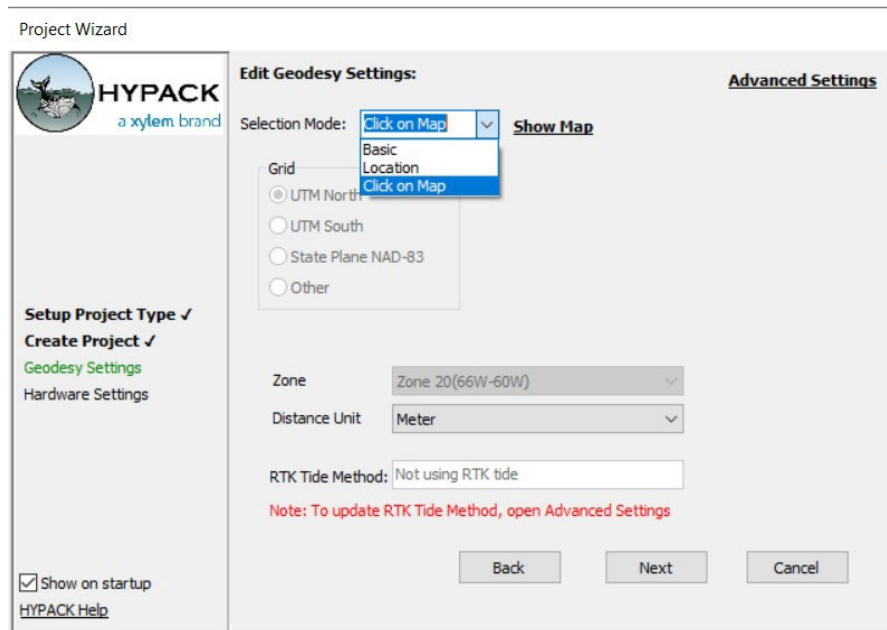 Project Wizard
HYPACK
a xylem brand
Setup Project Type ✓
Create Project ✓
Geodesy Settings
Hardware Settings
Show on startup
HYPACK Help
Edit Geodesy Settings:
Advanced Settings
Selection Mode: Click on Map Show Map
Basic
Location
Click on Map
Grid
UTM North
UTM South
State Plane NAD-83
Other
Zone Zone 20(66W-60W)
Distance Unit Meter
RTK Tide Method: Not using RTK tide
Note: To update RTK Tide Method, open Advanced Settings
Back Next Cancel